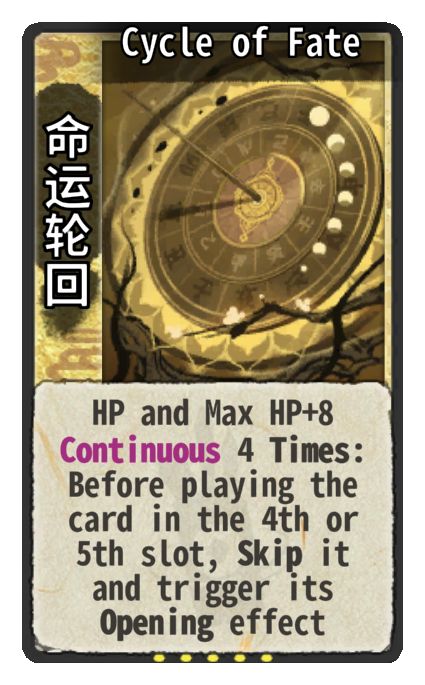 Cycle of Fate
命运轮回
HP and Max HP+8
Continuous 4 Times:
Before playing the
card in the 4th or
5th slot, Skip it
and trigger its
Opening effect